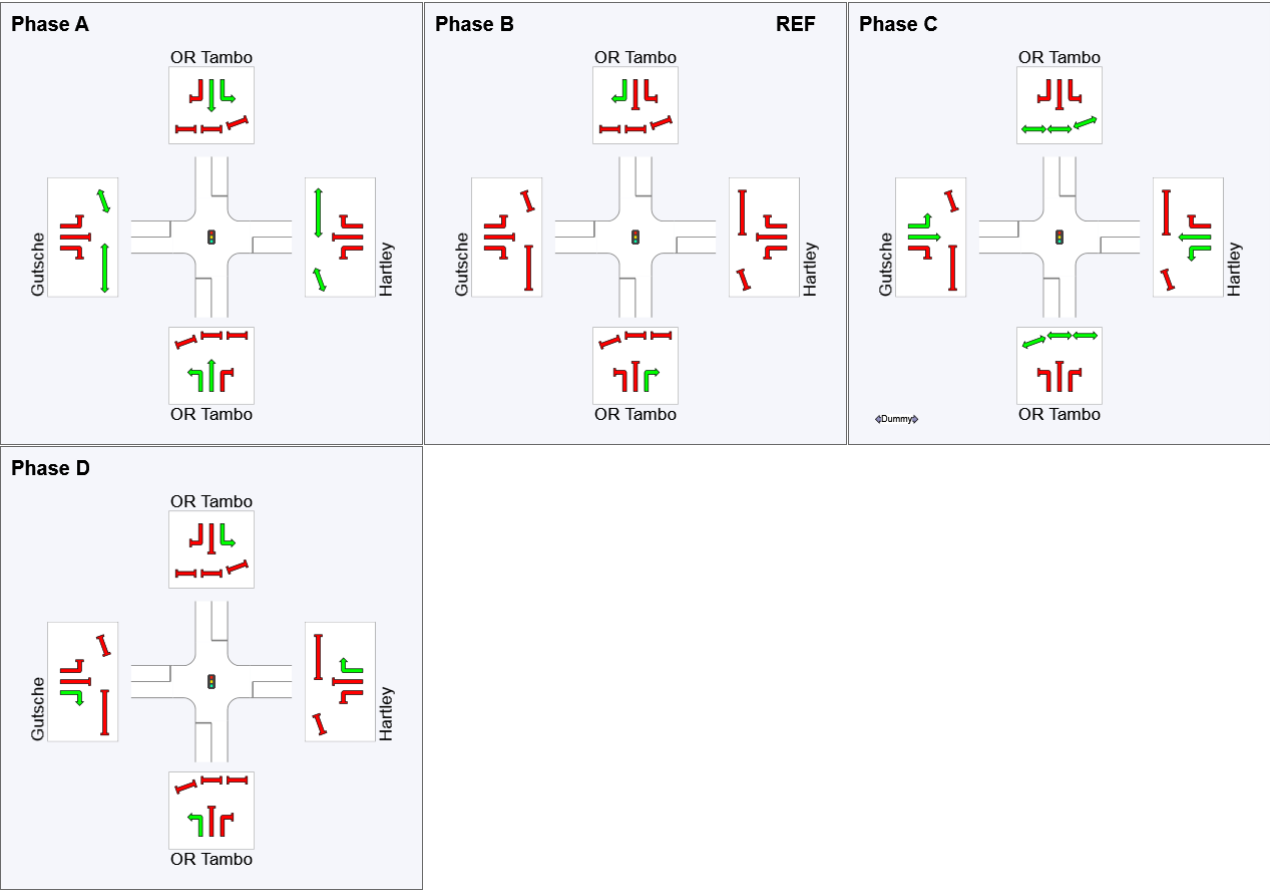 Phase A
OR Tambo
Gutsche
Hartley
OR Tambo
Phase B
REF
OR Tambo
Gutsche
Hartley
OR Tambo
Phase C
OR Tambo
Gutsche
Hartley
OR Tambo
Dummy
Phase D
OR Tambo
Gutsche
Hartley
OR Tambo